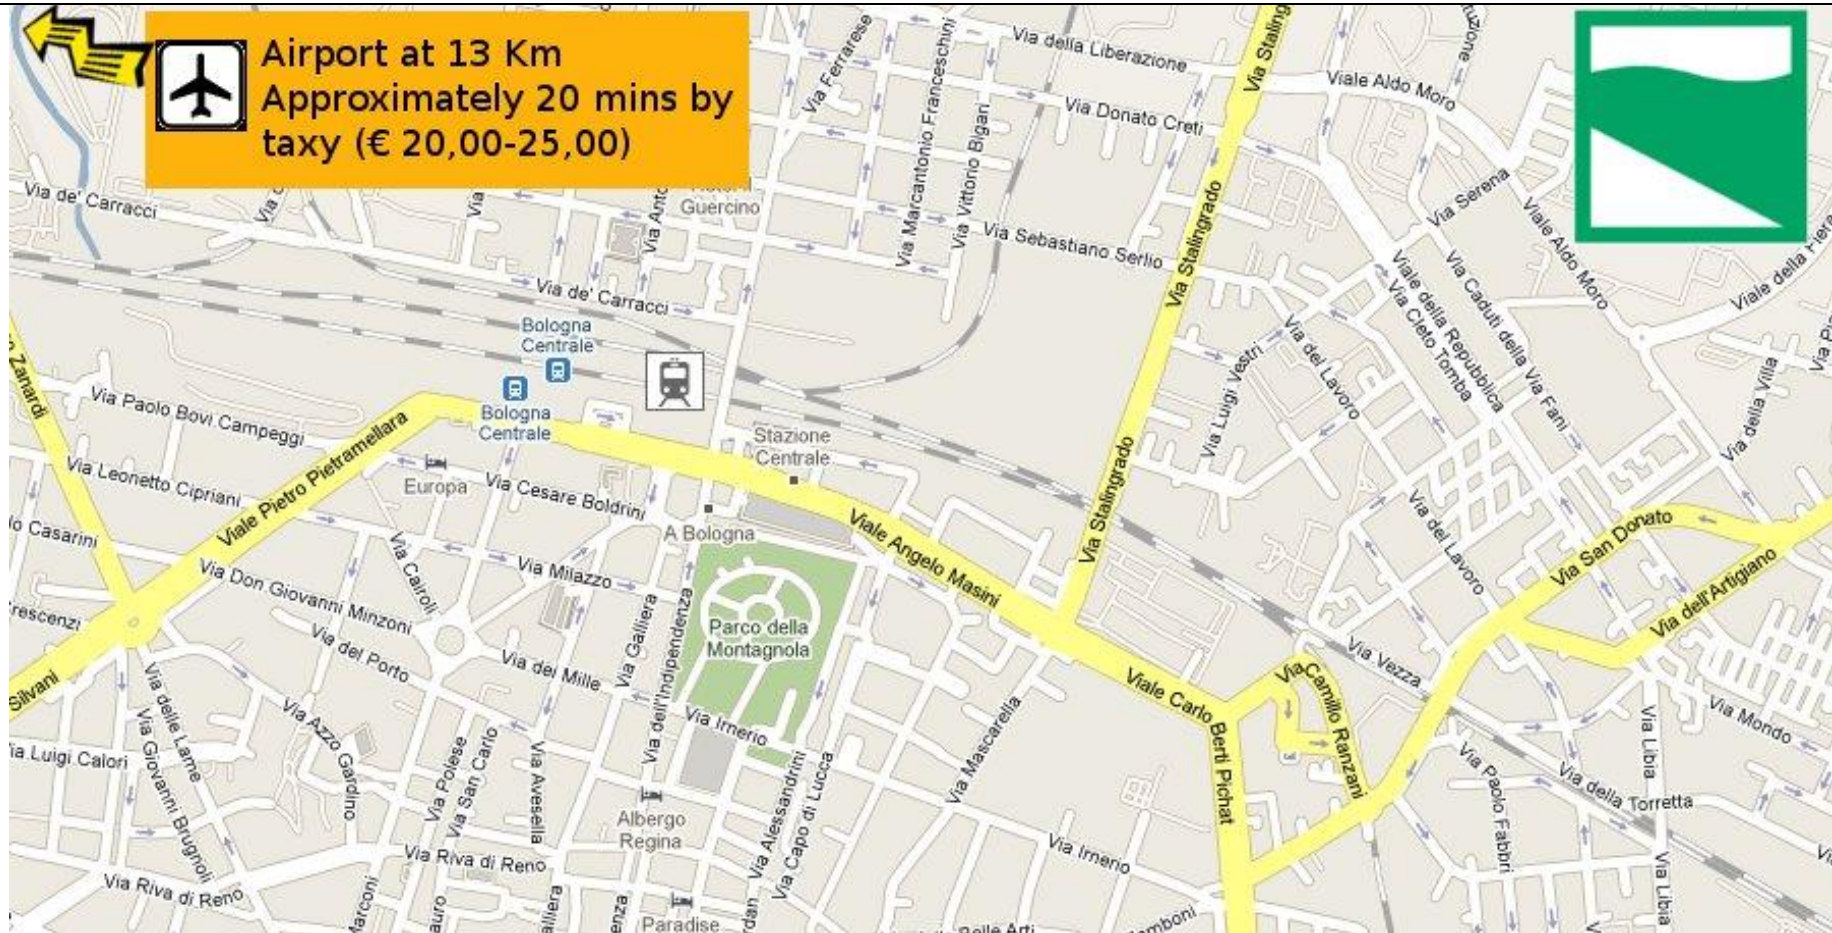 Airport at 13 Km
Approximately 20 mins by
taxy (€ 20,00-25,00)
Via della Liberazione
Via Stalingrado
Viale Aldo Moro
Via Ferrarese
Via Marcantonio Franceschini
Via Vittorio Bigari
Via Donato Creti
Via de' Carracci
Guercino
Via Sebastiano Serlio
Via Stalingrado
Via Serena
Viale Aldo Moro
Viale della Fiera
Viale della Repubblica
Via Cleto Tomba
Via Caduti della Via Fani
Via de' Carracci
Bologna
Centrale
Bologna
Centrale
Via Luigi Vestri
Via del Lavoro
Via della Villa
Zanardi
Via Paolo Bovi Campeggi
Viale Pietro Pietramellara
Stazione
Centrale
Europa
Via Leonetto Cipriani
Via Cesare Boldrini
A Bologna
Viale Angelo Masini
Via Stalingrado
Via del Lavoro
Via San Donato
Via dell'Artigiano
Casarini
Via Cairoli
Via Milazzo
Via Don Giovanni Minzoni
Via Galliera
Via dell'Indipendenza
Parco della
Montagnola
Via del Porto
Via dei Mille
Via Vezza
Silvani
Via delle Lame
Via Giovanni Brugnoli
Via Azzo Gardino
Via Irnerio
Via Mascarella
Viale Carlo Berti Pichat
Via Camillo Ranzani
Via Mondo
Via Libia
Via Luigi Calori
Via Polese
Via San Carlo
Via Avesella
Via Alessandrini
Via Capo di Lucca
Via Paolo Fabbri
Via della Torretta
Albergo
Regina
Via Riva di Reno
Via Irnerio
Via Riva di Reno
Marconi
Paradise
Via Libia